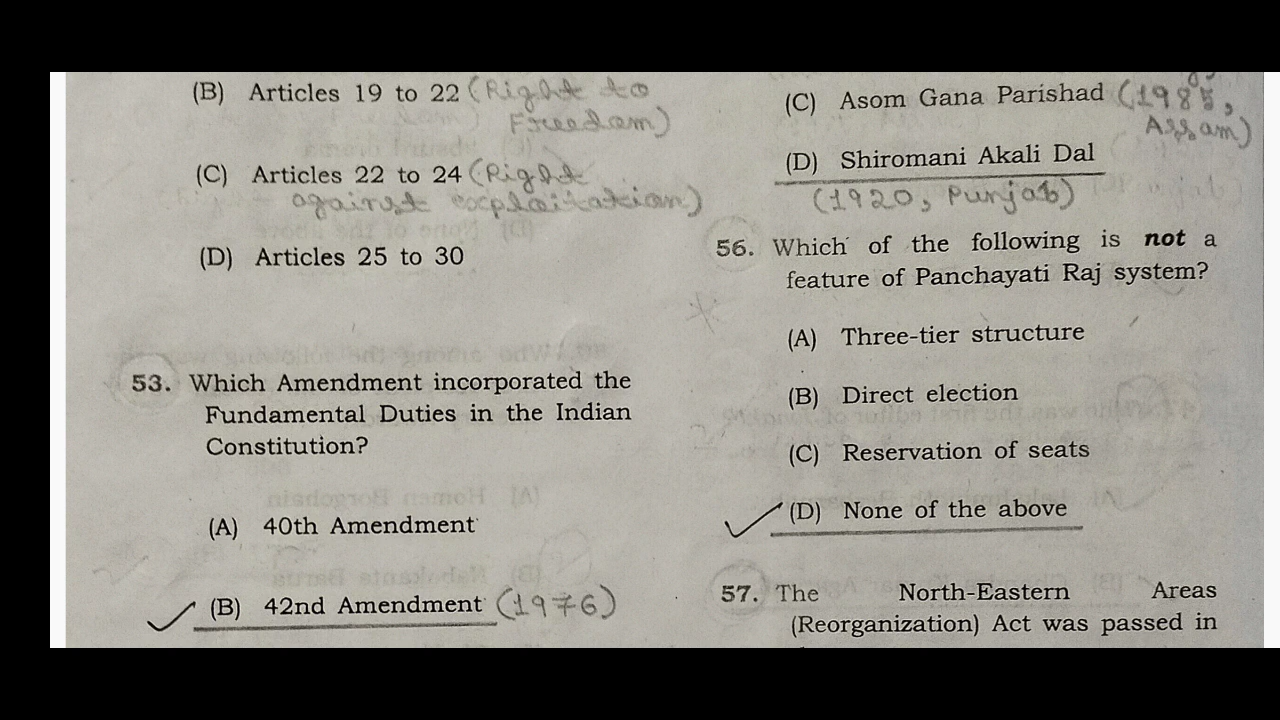 (B) Articles 19 to 22 (Right to
Freedom)
(C) Articles 22 to 24 (Right
against exploitation)
(D) Articles 25 to 30
53. Which Amendment incorporated the
Fundamental Duties in the Indian
Constitution?
(A) 40th Amendment
(B) 42nd Amendment (1976)
(C) Asom Gana Parishad (1985,
Assam)
(D) Shiromani Akali Dal
(1920, Punjab)
56. Which of the following is not a
feature of Panchayati Raj system?
(A) Three-tier structure
(B) Direct election
(C) Reservation of seats
(D) None of the above
57. The North-Eastern Areas
(Reorganization) Act was passed in